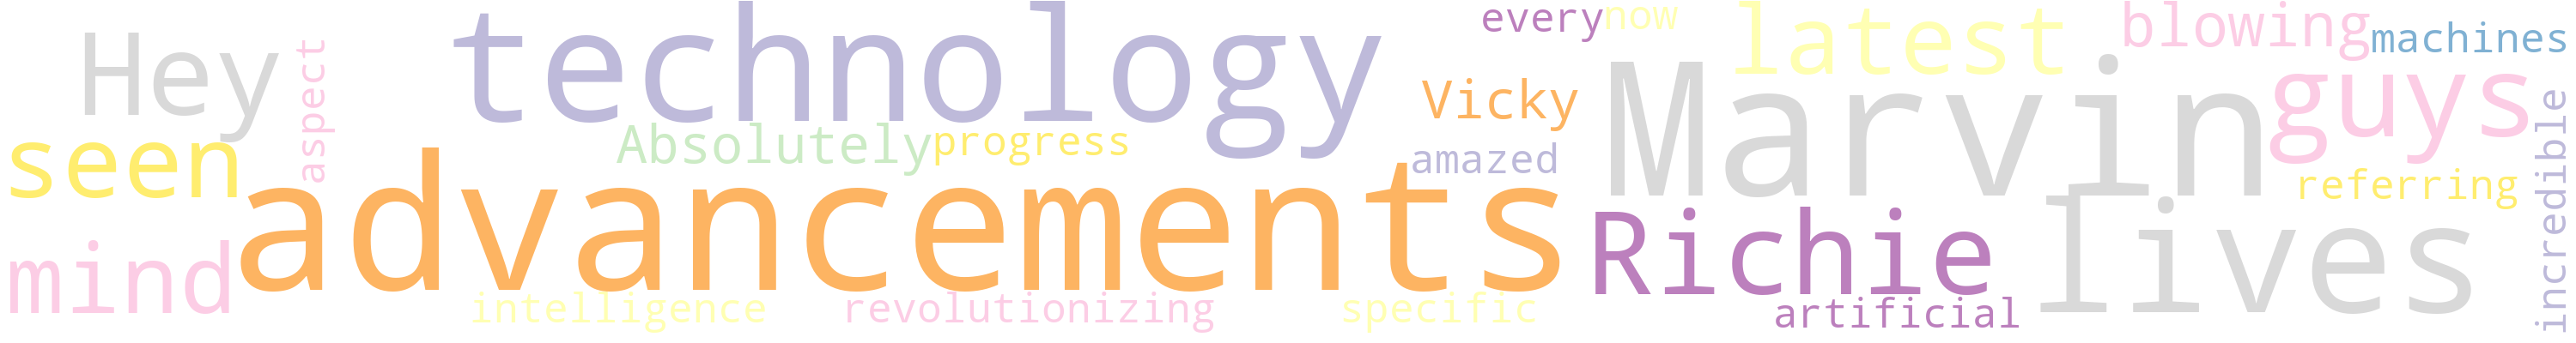 Hey
aspect
technology
every
now
latest
blowing
machines
seen
Absolutely
progress
Vicky
amazed
Marvin
guys
referring
incredible
mind
advancements
Richie
lives
intelligence
revolutionizing
specific
artificial